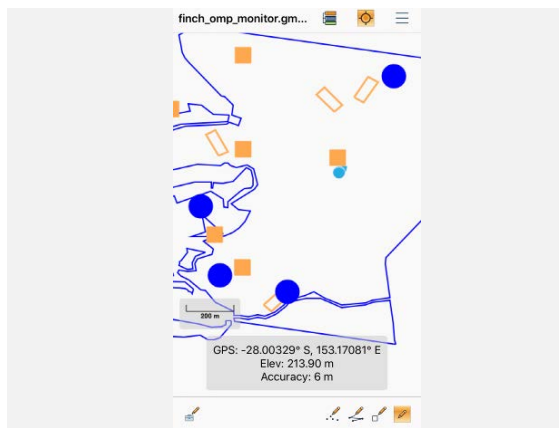 finch_omp_monitor.gm...
200 m
GPS: -28.00329° S, 153.17081° E
Elev: 213.90 m
Accuracy: 6 m